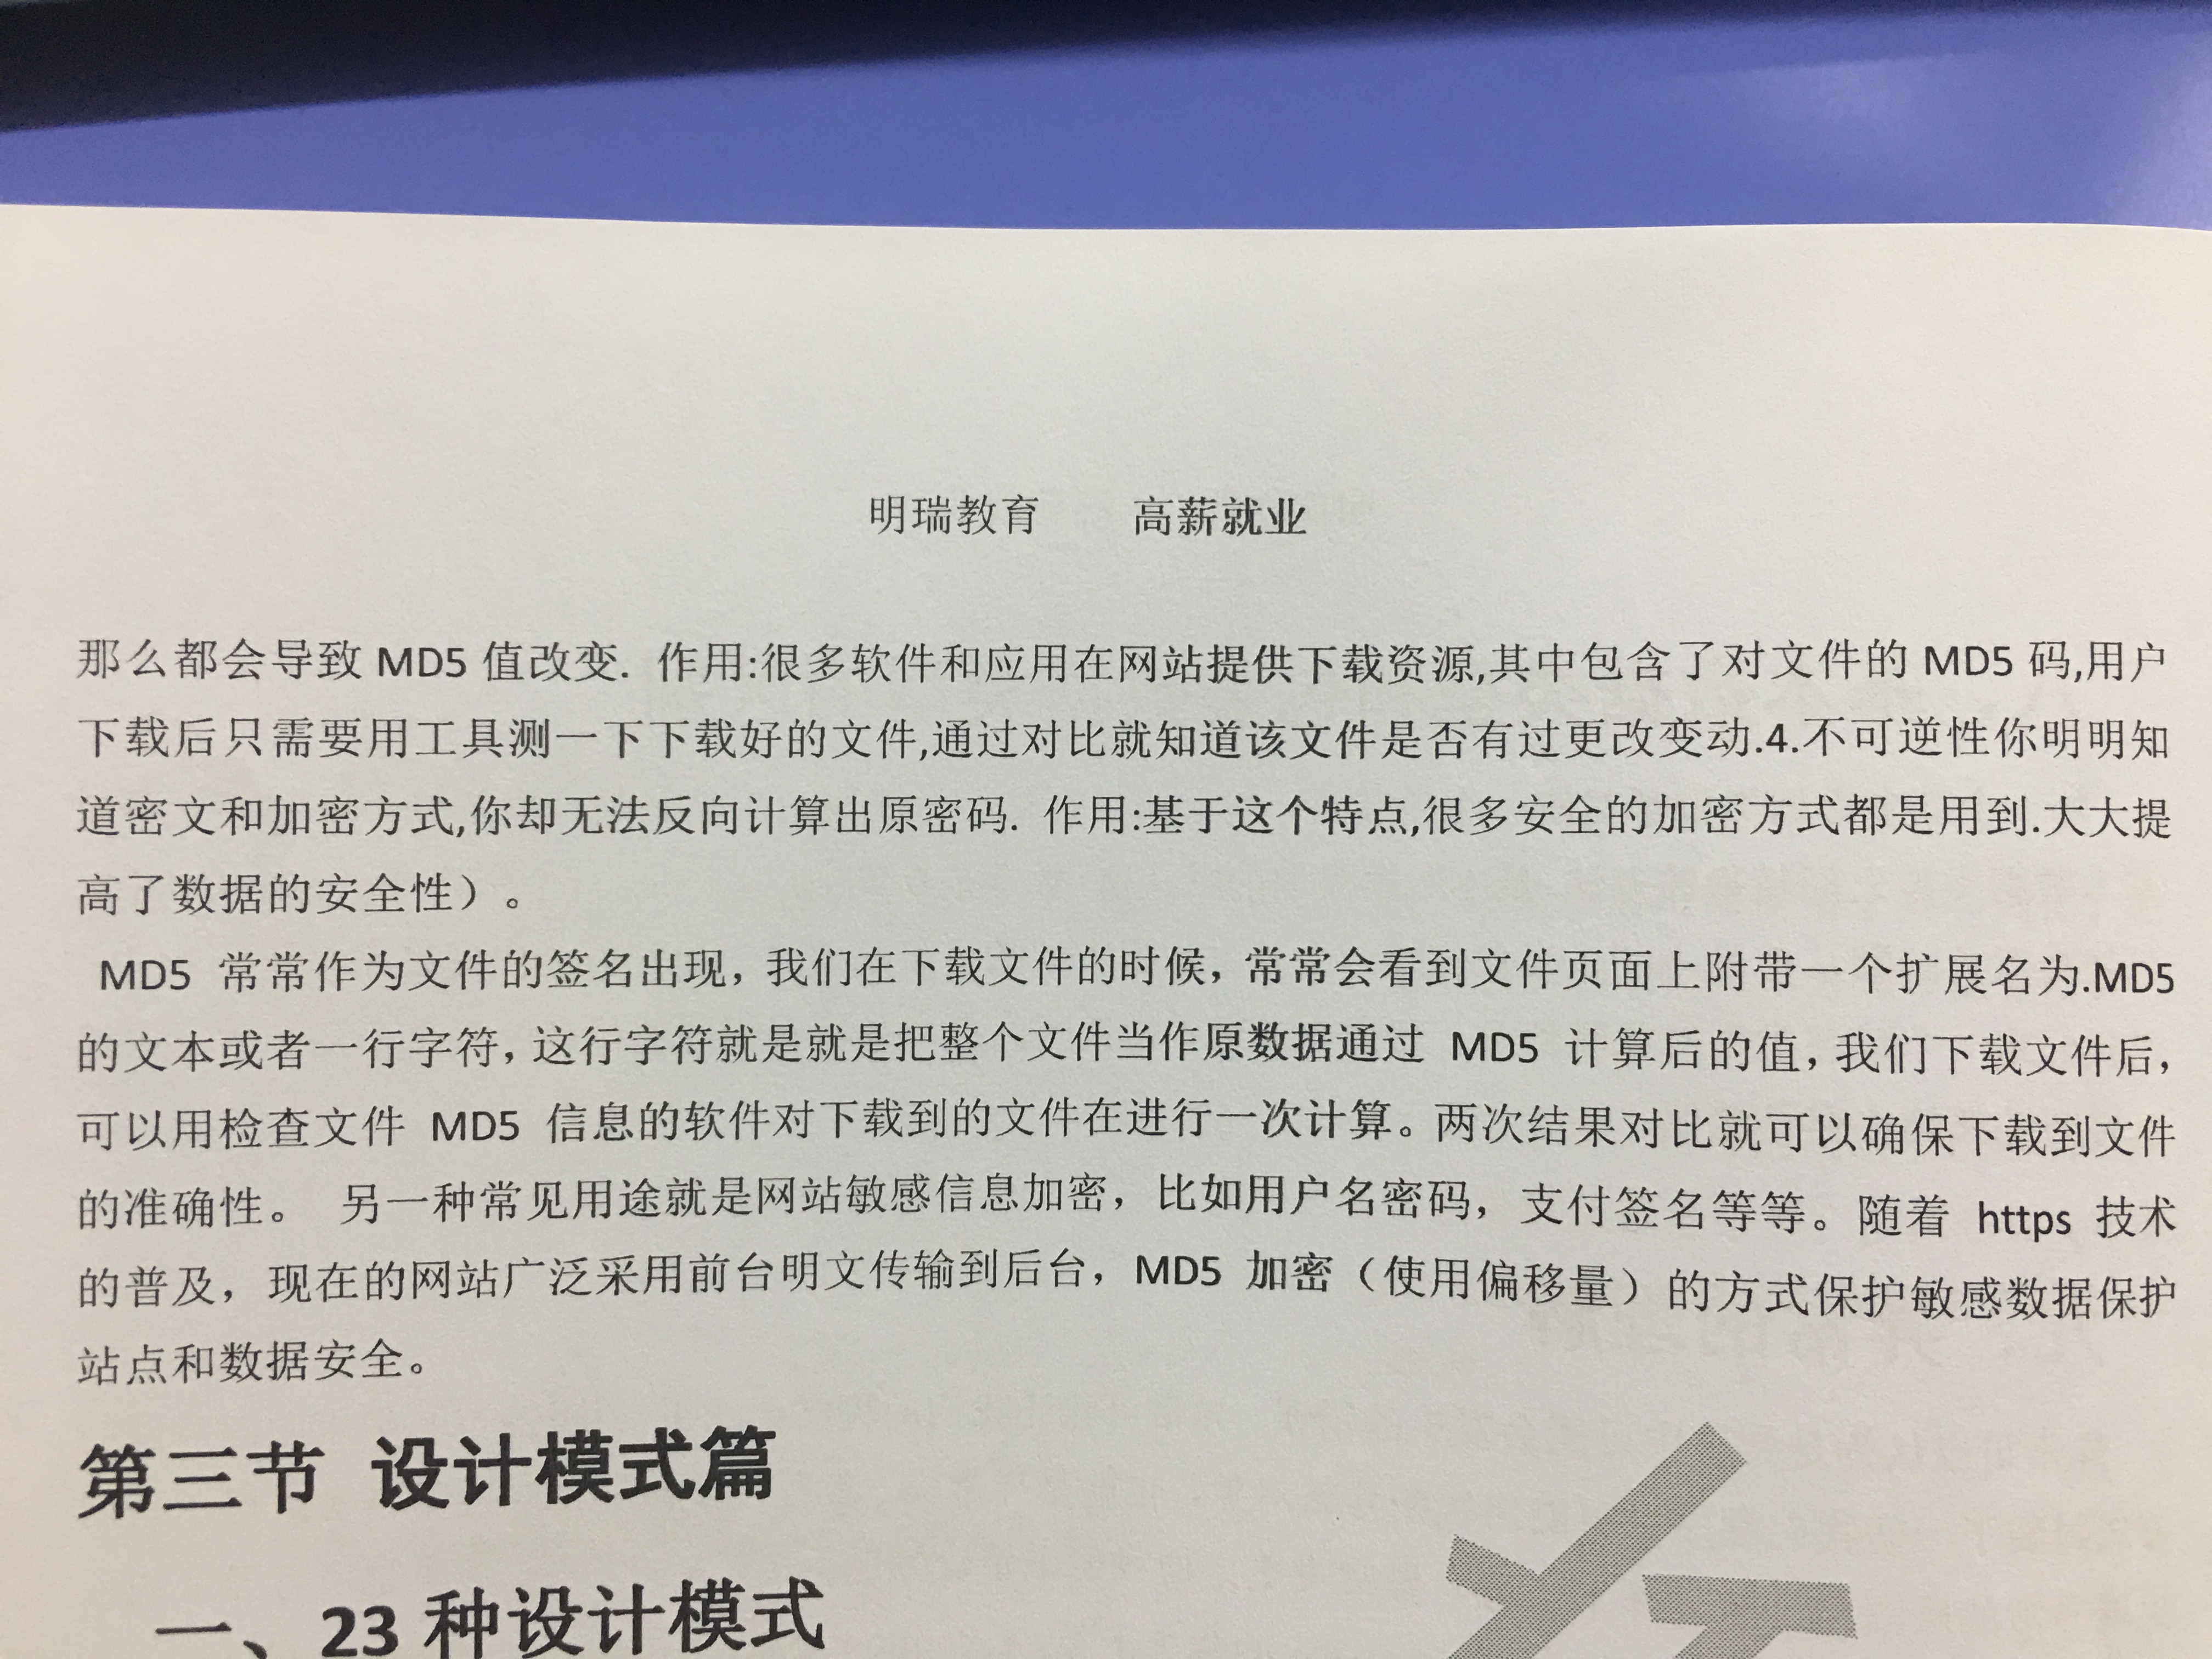 明瑞教育 高薪就业
那么都会导致 MD5 值改变. 作用:很多软件和应用在网站提供下载资源,其中包含了对文件的 MD5 码,用户
下载后只需要用工具测一下下载好的文件,通过对比就知道该文件是否有过更改变动.4.不可逆性你明明知
道密文和加密方式,你却无法反向计算出原密码. 作用:基于这个特点,很多安全的加密方式都是用到.大大提
高了数据的安全性）。
MD5 常常作为文件的签名出现，我们在下载文件的时候，常常会看到文件页面上附带一个扩展名为.MD5
的文本或者一行字符，这行字符就是就是把整个文件当作原数据通过 MD5 计算后的值，我们下载文件后，
可以用检查文件 MD5 信息的软件对下载到的文件在进行一次计算。两次结果对比就可以确保下载到文件
的准确性。 另一种常见用途就是网站敏感信息加密，比如用户名密码，支付签名等等。随着 https 技术
的普及，现在的网站广泛采用前台明文传输到后台，MD5 加密（使用偏移量）的方式保护敏感数据保护
站点和数据安全。
第三节 设计模式篇
一、23 种设计模式